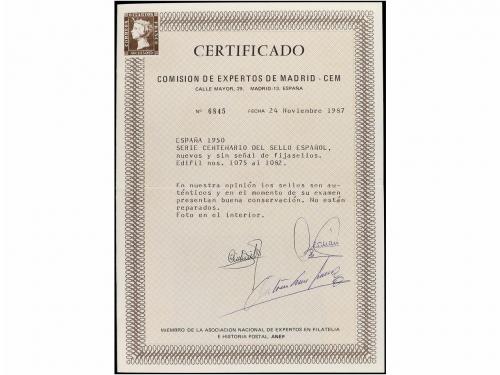 CERTIFICADO
COMISION DE EXPERTOS DE MADRID - CEM
CALLE MAYOR, 29. MADRID-13. ESPAÑA
Nº 6845 FECHA 24 Noviembre 1987
ESPAÑA 1950
SERIE CENTENARIO DEL SELLO ESPAÑOL,
nuevos y sin señal de fijasellos.
Edifil nos. 1075 al 1082.
En nuestra opinión los sellos son au-
ténticos y en el momento de su examen
presentan buena conservación. No están
reparados.
Foto en el interior.
MIEMBRO DE LA ASOCIACION NACIONAL DE EXPERTOS EN FILATELIA
E HISTORIA POSTAL, ANEF